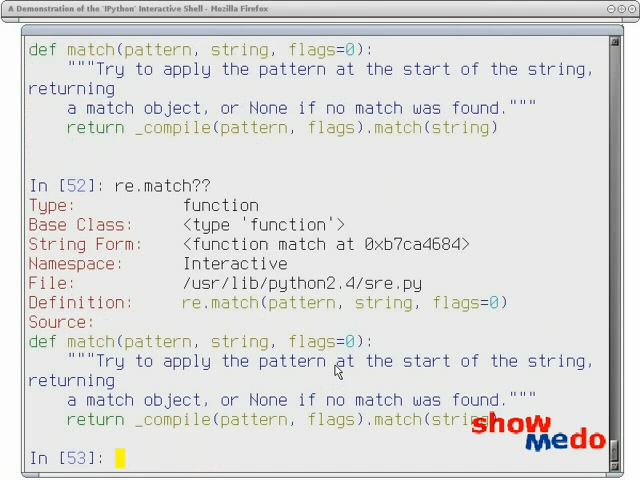 A Demonstration of the 'IPython' Interactive Shell - Mozilla Firefox
def match(pattern, string, flags=0):
"""Try to apply the pattern at the start of the string,
returning
a match object, or None if no match was found."""
return _compile(pattern, flags).match(string)
In [52]: re.match??
Type: function
Base Class: <type 'function'>
String Form: <function match at 0xb7ca4684>
Namespace: Interactive
File: /usr/lib/python2.4/sre.py
Definition: re.match(pattern, string, flags=0)
Source:
def match(pattern, string, flags=0):
"""Try to apply the pattern at the start of the string,
returning
a match object, or None if no match was found."""
return _compile(pattern, flags).match(string)
show
medo
In [53]: